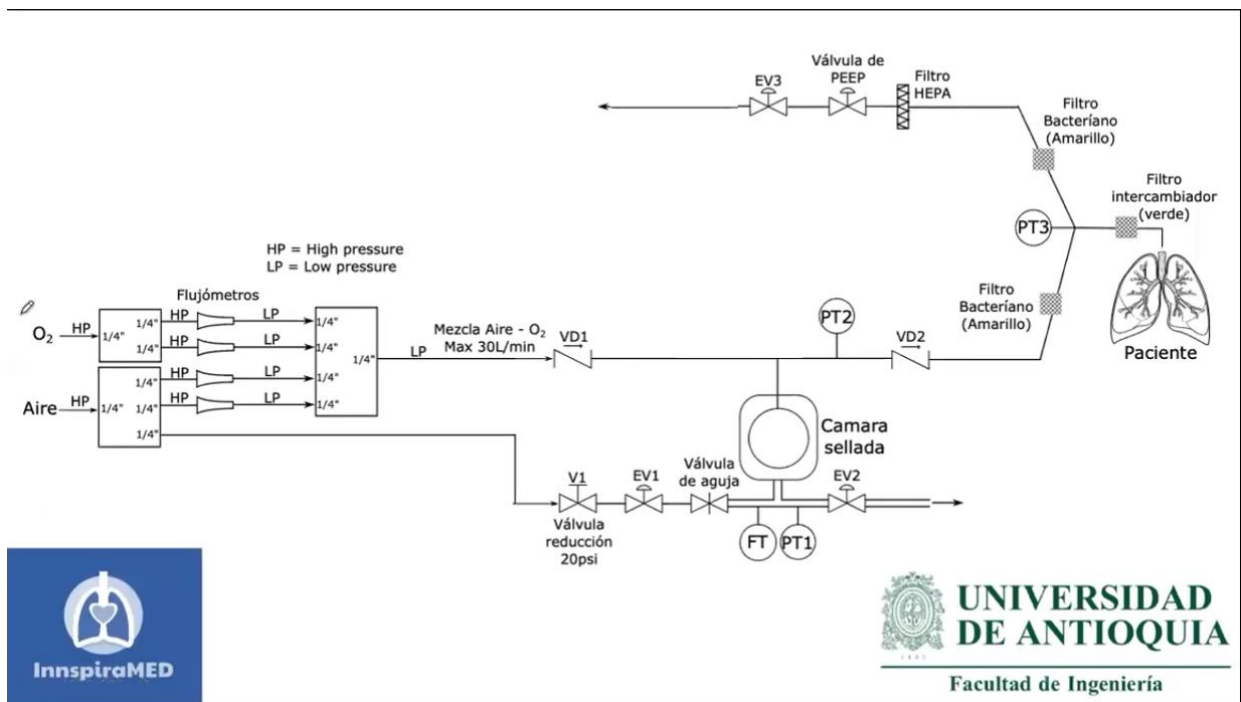 EV3
Válvula de
PEEP
Filtro
HEPA
Filtro
Bacteríano
(Amarillo)
Filtro
intercambiador
(verde)
PT3
Paciente
Filtro
Bacteríano
(Amarillo)
HP = High pressure
LP = Low pressure
Flujómetros
O₂
HP
1/4"
1/4" HP LP 1/4"
1/4" HP LP 1/4"
Aire
HP
1/4"
1/4" HP LP
1/4" HP LP 1/4"
1/4"
1/4"
LP
Mezcla Aire - O₂
Max 30L/min
VD1
PT2
VD2
Camara
sellada
V1
Válvula
reducción
20psi
EV1
Válvula
de aguja
EV2
FT
PT1
InnspiraMED
UNIVERSIDAD
DE ANTIOQUIA
Facultad de Ingeniería